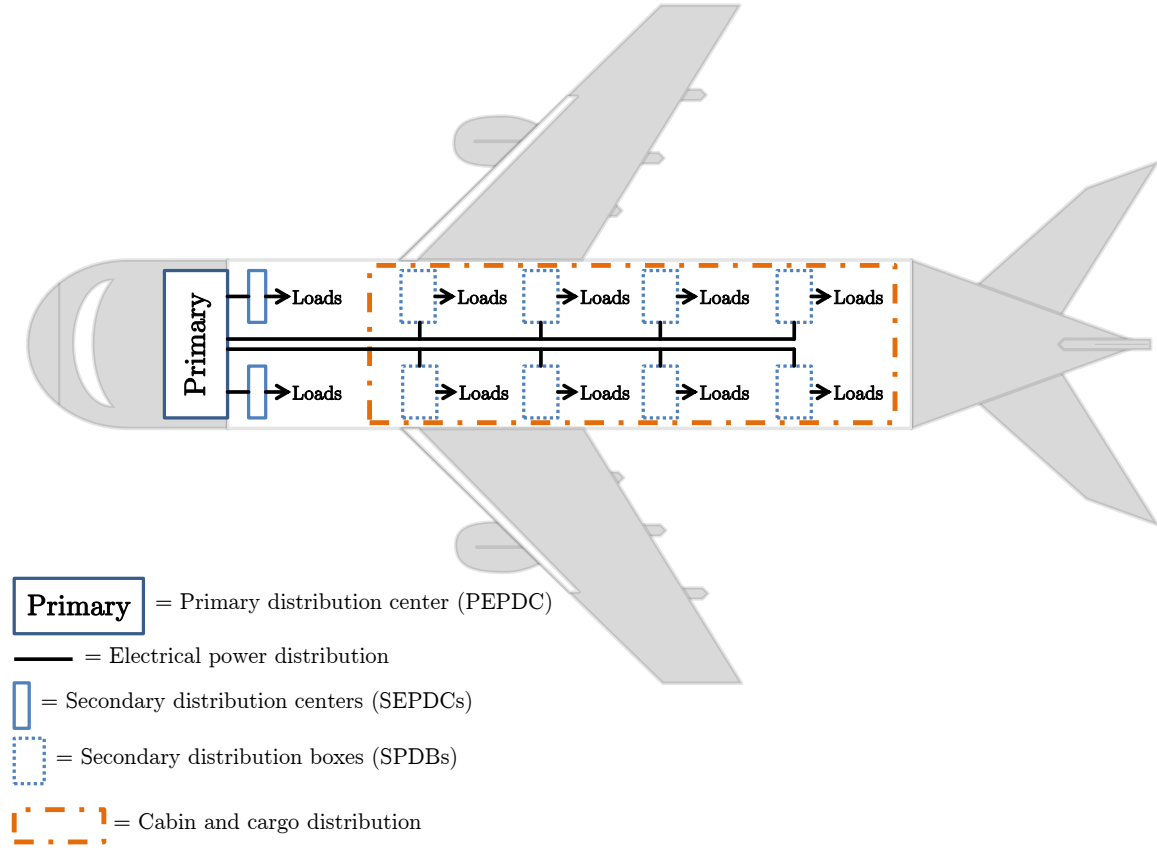 Primary
Loads
Loads
Loads
Loads
Loads
Loads
Loads
Loads
Loads
Loads
Primary = Primary distribution center (PEPDC)
= Electrical power distribution
= Secondary distribution centers (SEPDCs)
= Secondary distribution boxes (SPDBs)
= Cabin and cargo distribution